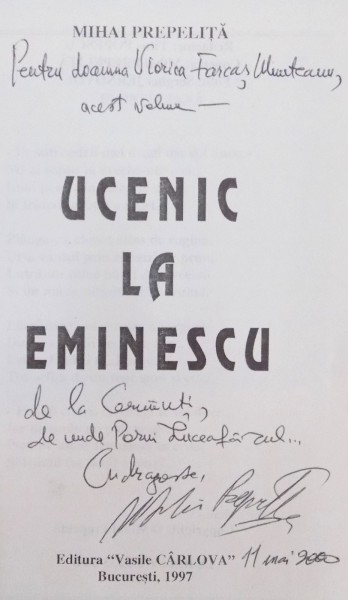 MIHAI PREPELIȚĂ
Pentru doamna Viorica Farcaș Munteanu,
acest volum —
UCENIC
LA
EMINESCU
de la Cernăuți,
de unde Porni Luceafărul...
Cu dragoste,
11 mai 2000
Editura "Vasile CÂRLOVA"
București, 1997